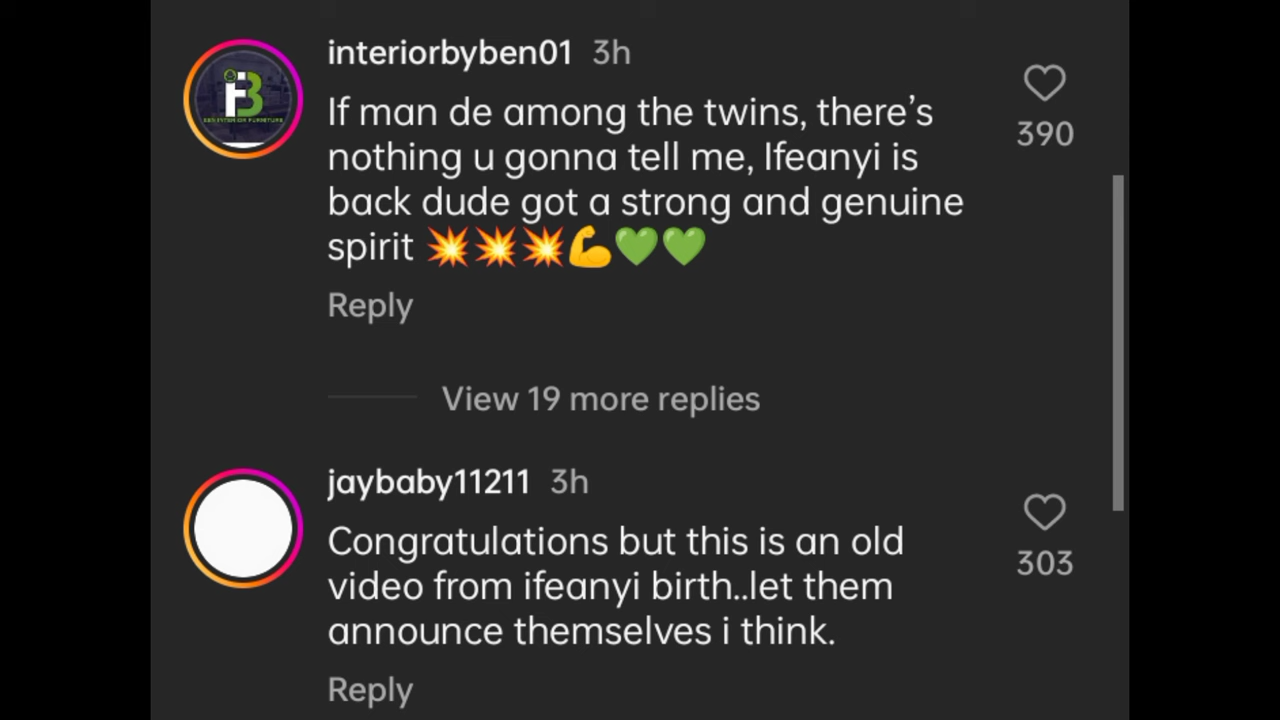 interiorbyben01 3h
If man de among the twins, there’s
nothing u gonna tell me, Ifeanyi is
back dude got a strong and genuine
spirit 💥💥💥💪💚💚
390
Reply
View 19 more replies
jaybaby11211 3h
Congratulations but this is an old
video from ifeanyi birth..let them
announce themselves i think.
303
Reply